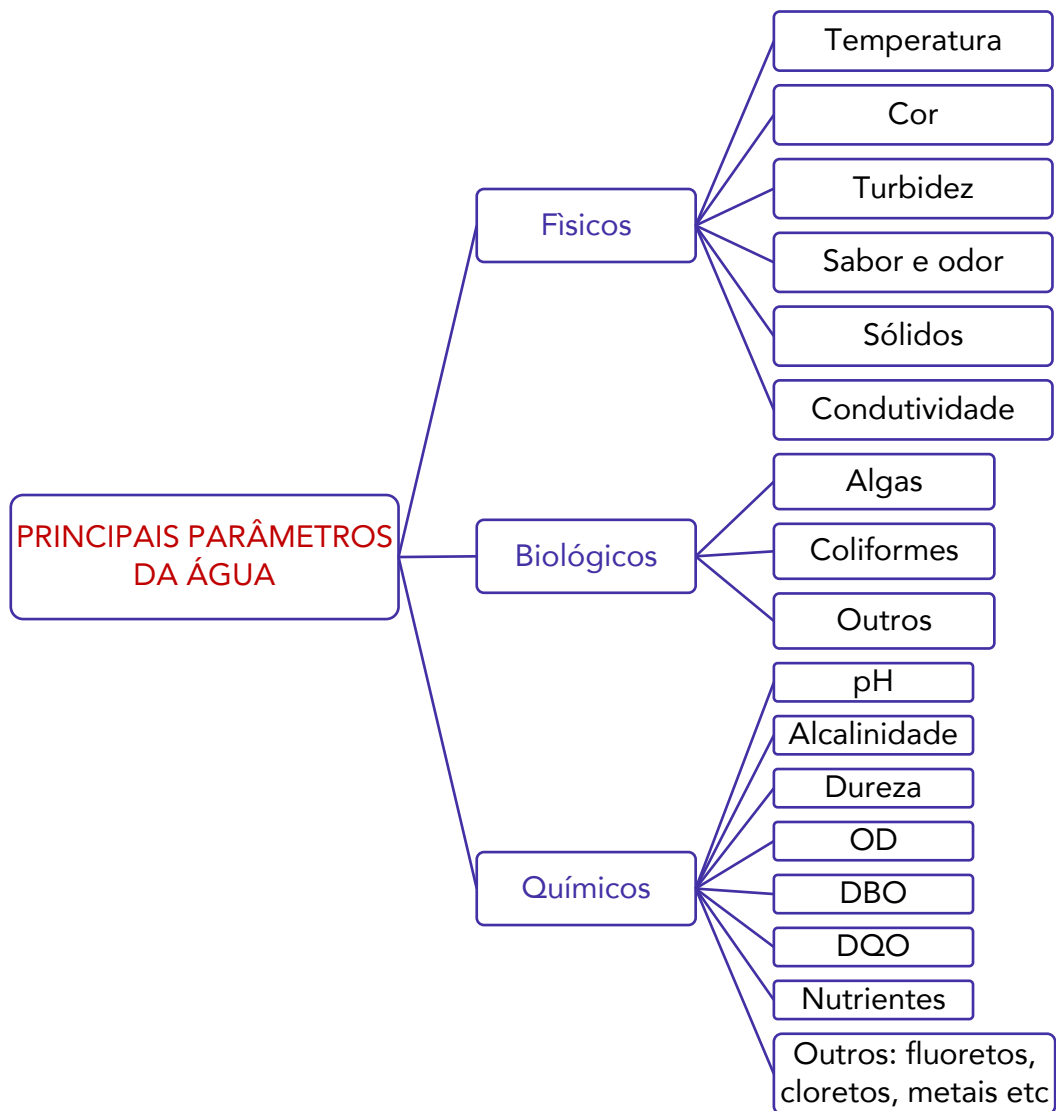 PRINCIPAIS PARÂMETROS
DA ÁGUA
Fìsicos
Temperatura
Cor
Turbidez
Sabor e odor
Sólidos
Condutividade
Biológicos
Algas
Coliformes
Outros
Químicos
pH
Alcalinidade
Dureza
OD
DBO
DQO
Nutrientes
Outros: fluoretos,
cloretos, metais etc